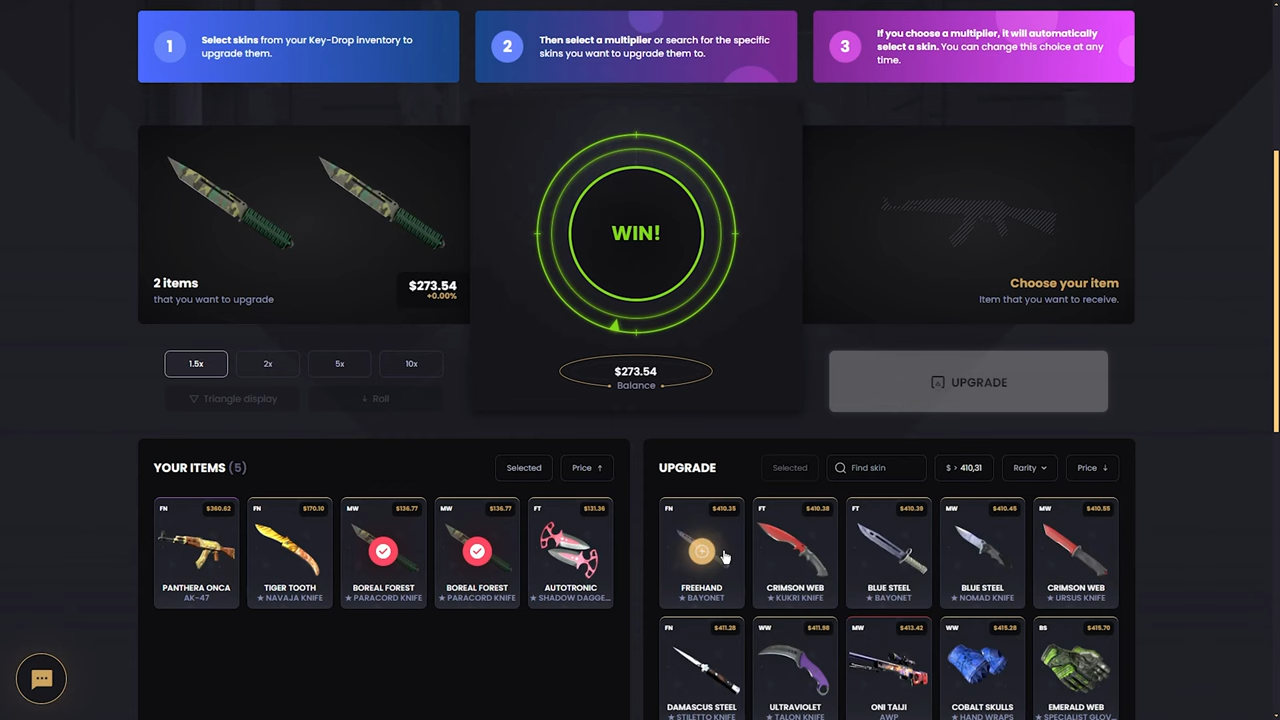 1
Select skins from your Key-Drop inventory to
upgrade them.
2
Then select a multiplier or search for the specific
skins you want to upgrade them to.
3
If you choose a multiplier, it will automatically
select a skin. You can change this choice at any
time.
2 items
that you want to upgrade
$273.54
+0.00%
WIN!
Choose your item
Item that you want to receive.
1.5x
2x
5x
10x
Triangle display
Roll
$273.54
Balance
UPGRADE
YOUR ITEMS (5)
Selected
Price
UPGRADE
Selected
Find skin
$ > 410,31
Rarity
Price
FN
$360.62
PANTHERA ONCA
AK-47
FN
$170.10
TIGER TOOTH
★ NAVAJA KNIFE
MW
$136.77
BOREAL FOREST
★ PARACORD KNIFE
MW
$136.77
BOREAL FOREST
★ PARACORD KNIFE
FT
$131.36
AUTOTRONIC
★ SHADOW DAGGE...
FN
$410.35
FREEHAND
★ BAYONET
FT
$410.38
CRIMSON WEB
★ KUKRI KNIFE
FT
$410.39
BLUE STEEL
★ BAYONET
MW
$410.45
BLUE STEEL
★ NOMAD KNIFE
MW
$410.55
CRIMSON WEB
★ URSUS KNIFE
FN
$411.28
DAMASCUS STEEL
★ STILETTO KNIFE
WW
$411.98
ULTRAVIOLET
★ TALON KNIFE
MW
$413.42
ONI TAIJI
AWP
WW
$415.28
COBALT SKULLS
★ HAND WRAPS
BS
$415.70
EMERALD WEB
★ SPECIALIST GLOV...